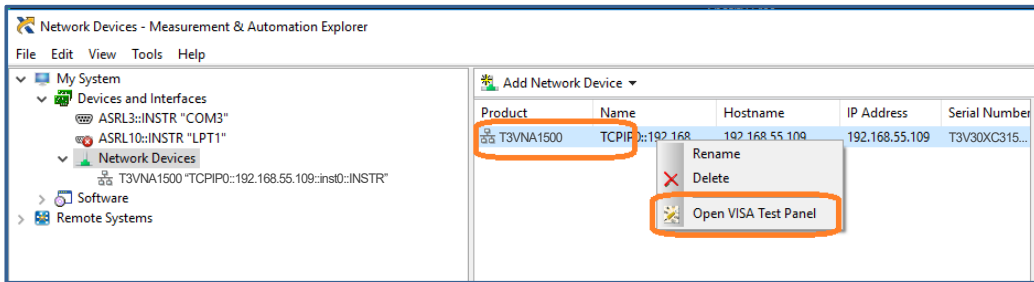 Network Devices - Measurement & Automation Explorer
File Edit View Tools Help
My System
Devices and Interfaces
ASRL3::INSTR "COM3"
ASRL10::INSTR "LPT1"
Network Devices
T3VNA1500 “TCPIP0::192.168.55.109::inst0::INSTR”
Software
Remote Systems
Add Network Device
Product Name Hostname IP Address Serial Number
T3VNA1500 TCPIP0::192.168 192.168.55.109 192.168.55.109 T3V30XC315...
Rename
Delete
Open VISA Test Panel